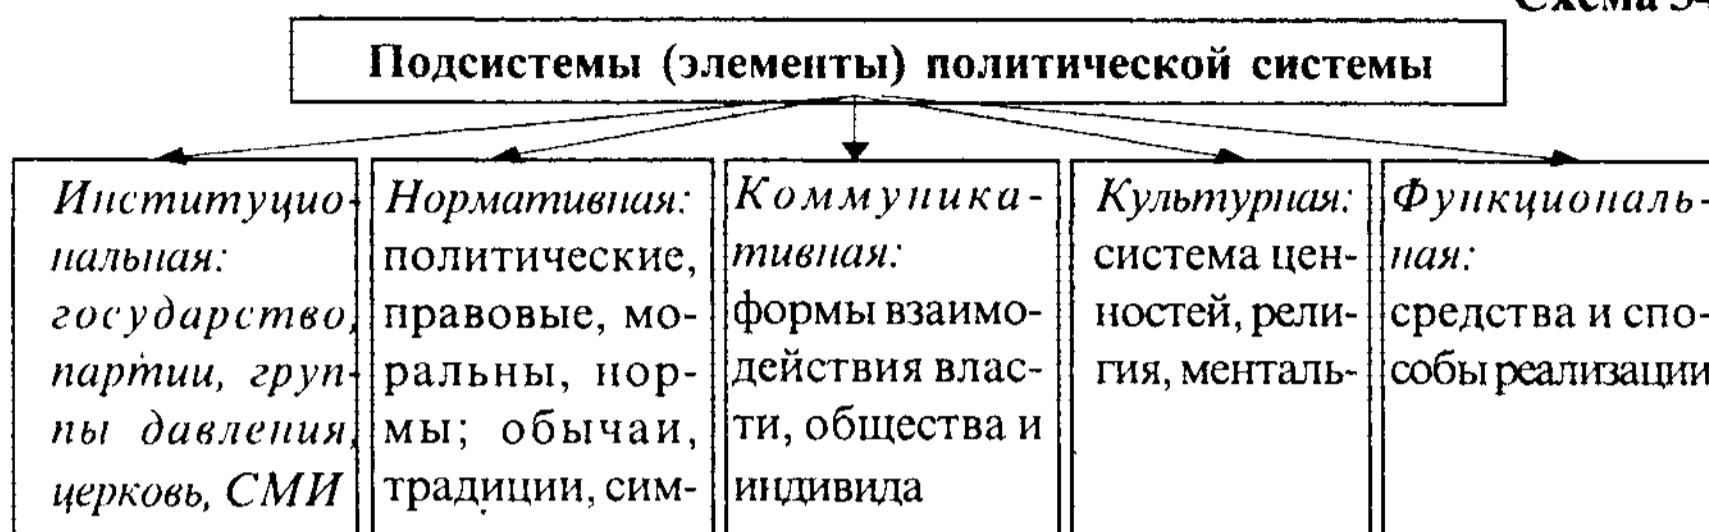 Схема 34
Подсистемы (элементы) политической системы
Институцио-
нальная:
государство,
партии, груп-
пы давления,
церковь, СМИ
Нормативная:
политические,
правовые, мо-
ральны, нор-
мы; обычаи,
традиции, сим-
Коммуника-
тивная:
формы взаимо-
действия влас-
ти, общества и
индивида
Культурная:
система цен-
ностей, рели-
гия, менталь-
Функциональ-
ная:
средства и спо-
собы реализации